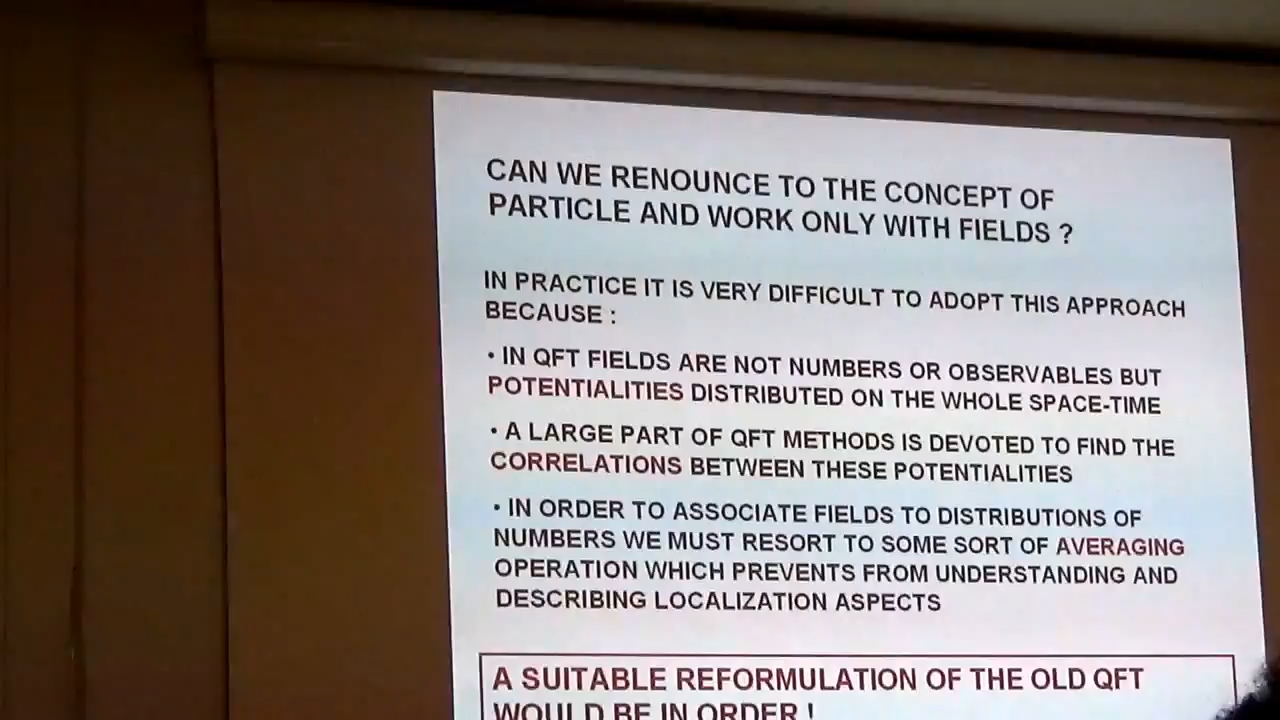 CAN WE RENOUNCE TO THE CONCEPT OF
PARTICLE AND WORK ONLY WITH FIELDS ?
IN PRACTICE IT IS VERY DIFFICULT TO ADOPT THIS APPROACH
BECAUSE :
• IN QFT FIELDS ARE NOT NUMBERS OR OBSERVABLES BUT
POTENTIALITIES DISTRIBUTED ON THE WHOLE SPACE-TIME
• A LARGE PART OF QFT METHODS IS DEVOTED TO FIND THE
CORRELATIONS BETWEEN THESE POTENTIALITIES
• IN ORDER TO ASSOCIATE FIELDS TO DISTRIBUTIONS OF
NUMBERS WE MUST RESORT TO SOME SORT OF AVERAGING
OPERATION WHICH PREVENTS FROM UNDERSTANDING AND
DESCRIBING LOCALIZATION ASPECTS
A SUITABLE REFORMULATION OF THE OLD QFT
WOULD BE IN ORDER !